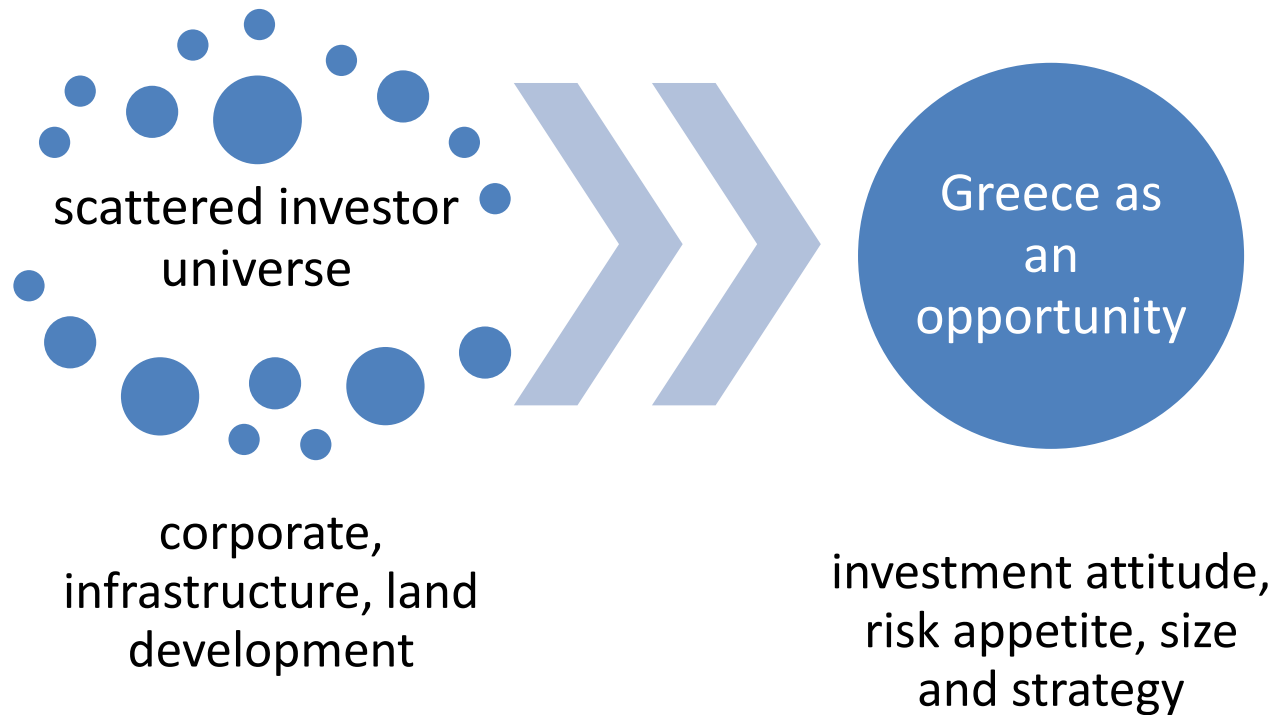 scattered investor
universe
Greece as
an
opportunity
corporate,
infrastructure, land
development
investment attitude,
risk appetite, size
and strategy